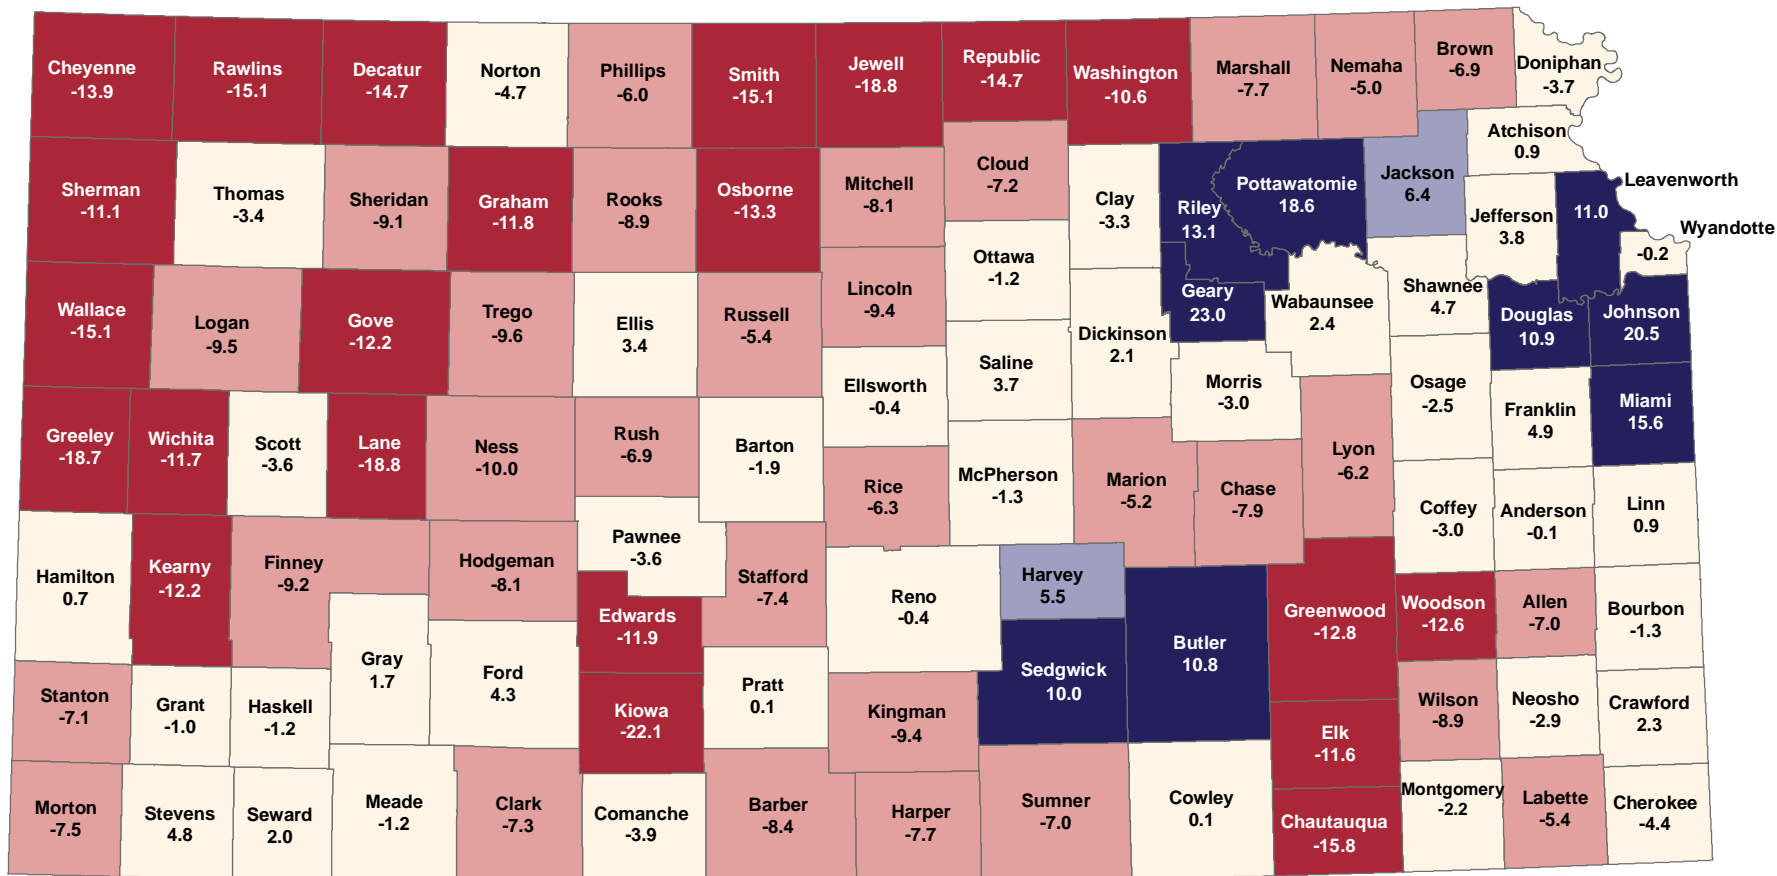 Cheyenne
-13.9
Rawlins
-15.1
Decatur
-14.7
Norton
-4.7
Phillips
-6.0
Smith
-15.1
Jewell
-18.8
Republic
-14.7
Washington
-10.6
Marshall
-7.7
Nemaha
-5.0
Brown
-6.9
Doniphan
-3.7
Atchison
0.9
Sherman
-11.1
Thomas
-3.4
Sheridan
-9.1
Graham
-11.8
Rooks
-8.9
Osborne
-13.3
Mitchell
-8.1
Cloud
-7.2
Clay
-3.3
Riley
13.1
Pottawatomie
18.6
Jackson
6.4
Jefferson
3.8
Leavenworth
11.0
Wyandotte
-0.2
Ottawa
-1.2
Wallace
-15.1
Logan
-9.5
Gove
-12.2
Trego
-9.6
Ellis
3.4
Russell
-5.4
Lincoln
-9.4
Saline
3.7
Dickinson
2.1
Geary
23.0
Wabaunsee
2.4
Shawnee
4.7
Douglas
10.9
Johnson
20.5
Ellsworth
-0.4
Morris
-3.0
Osage
-2.5
Franklin
4.9
Miami
15.6
Greeley
-18.7
Wichita
-11.7
Scott
-3.6
Lane
-18.8
Ness
-10.0
Rush
-6.9
Barton
-1.9
Rice
-6.3
McPherson
-1.3
Marion
-5.2
Chase
-7.9
Lyon
-6.2
Coffey
-3.0
Anderson
-0.1
Linn
0.9
Hamilton
0.7
Kearny
-12.2
Finney
-9.2
Hodgeman
-8.1
Pawnee
-3.6
Stafford
-7.4
Reno
-0.4
Harvey
5.5
Edwards
-11.9
Greenwood
-12.8
Woodson
-12.6
Allen
-7.0
Bourbon
-1.3
Gray
1.7
Ford
4.3
Sedgwick
10.0
Butler
10.8
Stanton
-7.1
Grant
-1.0
Haskell
-1.2
Kiowa
-22.1
Pratt
0.1
Kingman
-9.4
Elk
-11.6
Wilson
-8.9
Neosho
-2.9
Crawford
2.3
Morton
-7.5
Stevens
4.8
Seward
2.0
Meade
-1.2
Clark
-7.3
Comanche
-3.9
Barber
-8.4
Harper
-7.7
Sumner
-7.0
Cowley
0.1
Chautauqua
-15.8
Montgomery
-2.2
Labette
-5.4
Cherokee
-4.4